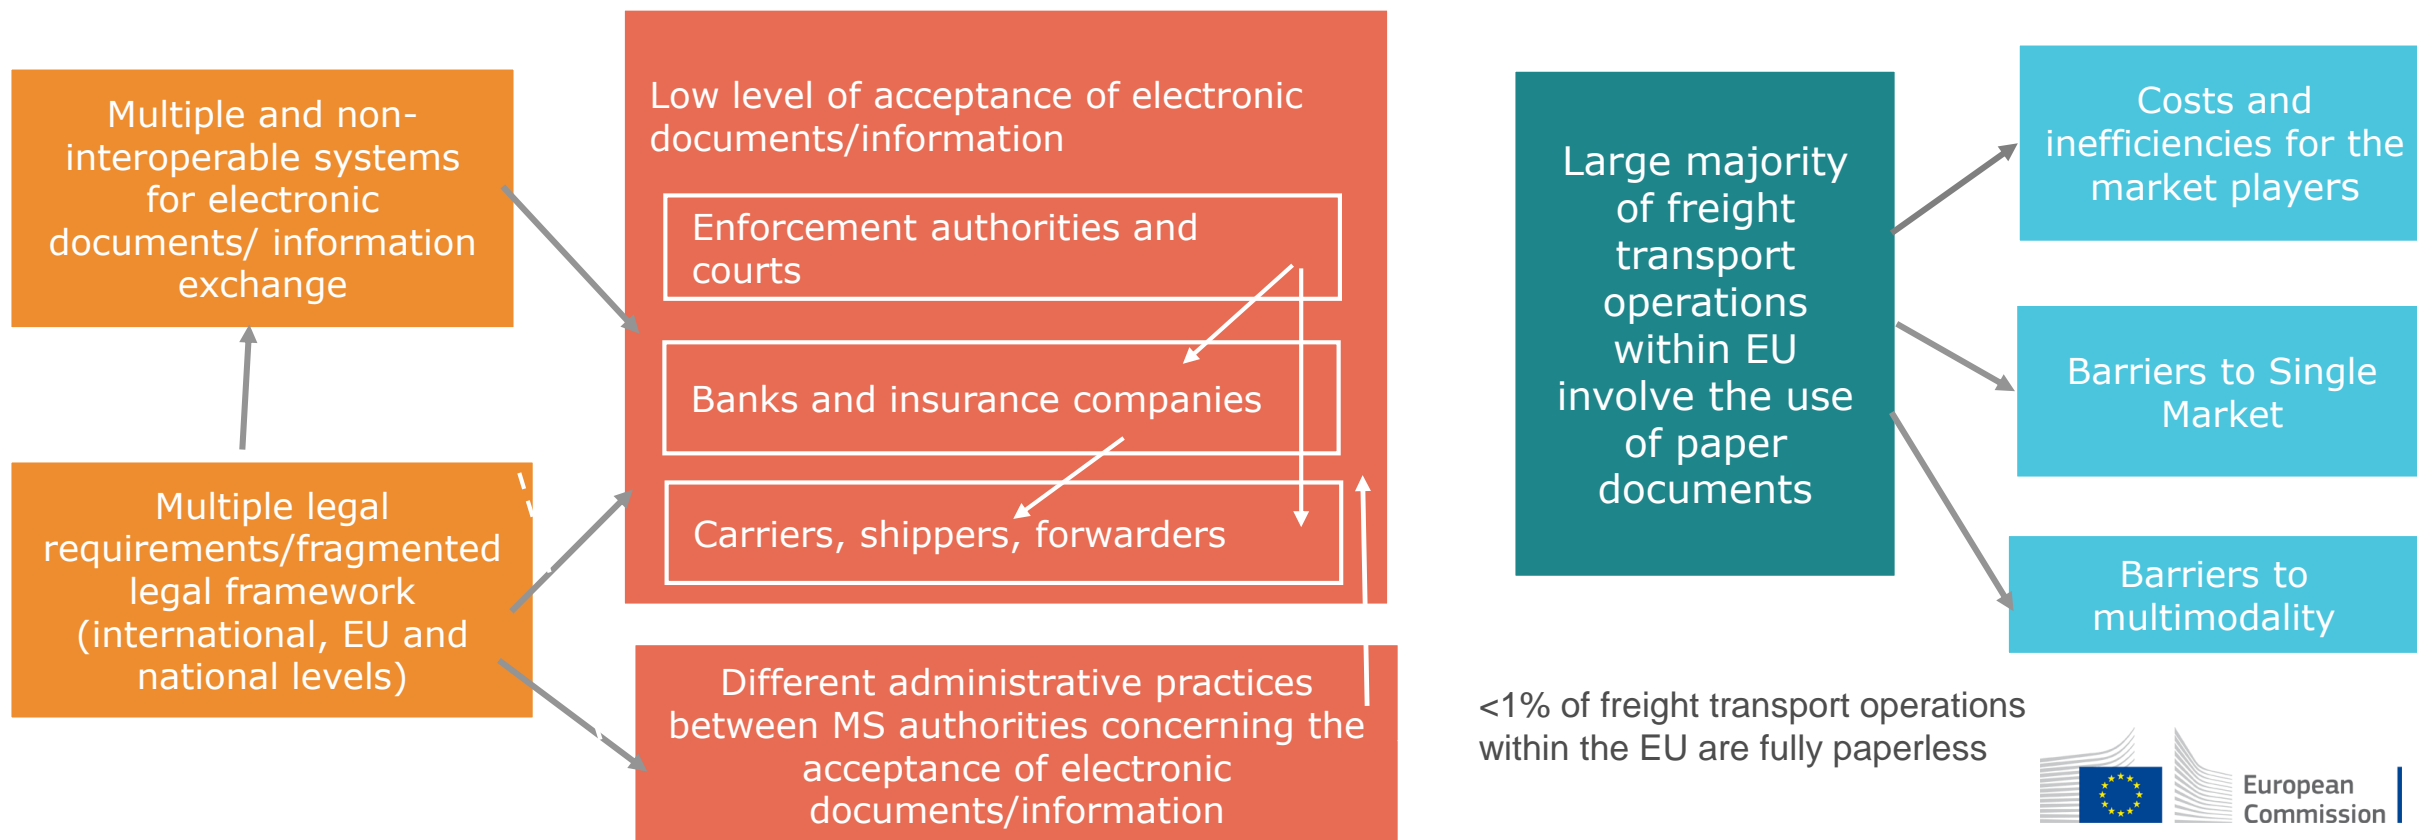 Multiple and non-
interoperable systems
for electronic
documents/ information
exchange
Multiple legal
requirements/fragmented
legal framework
(international, EU and
national levels)
Low level of acceptance of electronic
documents/information
Enforcement authorities and
courts
Banks and insurance companies
Carriers, shippers, forwarders
Different administrative practices
between MS authorities concerning the
acceptance of electronic
documents/information
Large majority
of freight
transport
operations
within EU
involve the use
of paper
documents
Costs and
inefficiencies for the
market players
Barriers to Single
Market
Barriers to
multimodality
<1% of freight transport operations
within the EU are fully paperless
European
Commission